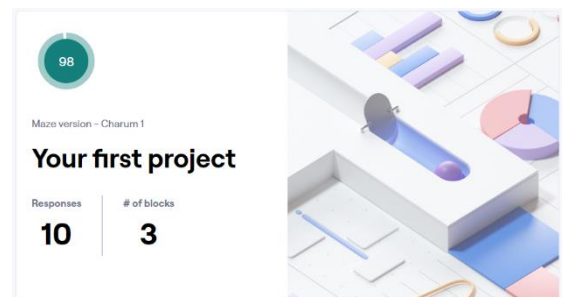 98
Maze version – Charum 1
Your first project
Responses
# of blocks
10
3